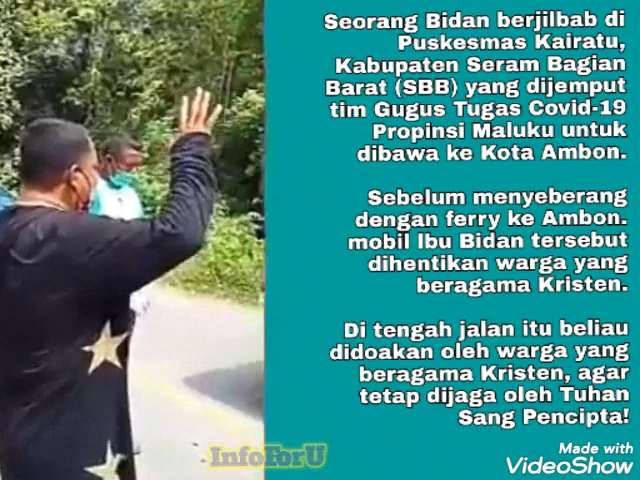 Seorang Bidan berjilbab di
Puskesmas Kairatu,
Kabupaten Seram Bagian
Barat (SBB) yang dijemput
tim Gugus Tugas Covid-19
Propinsi Maluku untuk
dibawa ke Kota Ambon.
Sebelum menyeberang
dengan ferry ke Ambon.
mobil Ibu Bidan tersebut
dihentikan warga yang
beragama Kristen.
Di tengah jalan itu beliau
didoakan oleh warga yang
beragama Kristen, agar
tetap dijaga oleh Tuhan
Sang Pencipta!
InfoForU
Made with
VideoShow